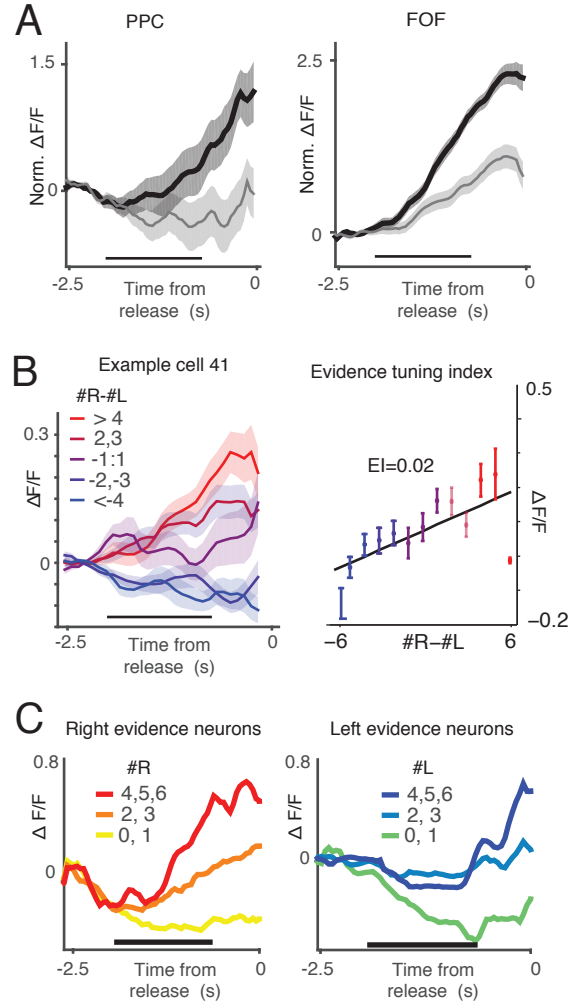 A
PPC
FOF
1.5
0
Norm. ΔF/F
-2.5
0
Time from
release (s)
2.5
0
Norm. ΔF/F
-2.5
0
Time from
release (s)
B
Example cell 41
Evidence tuning index
#R-#L
> 4
2,3
-1:1
-2,-3
<-4
0.3
0
ΔF/F
-2.5
0
Time from
release (s)
0.5
EI=0.02
ΔF/F
-0.2
−6
#R−#L
6
C
Right evidence neurons
Left evidence neurons
0.8
#R
4,5,6
2, 3
0, 1
Δ F/F
0
-2.5
0
Time from
release (s)
0.8
#L
4,5,6
2, 3
0, 1
Δ F/F
0
-2.5
0
Time from
release (s)